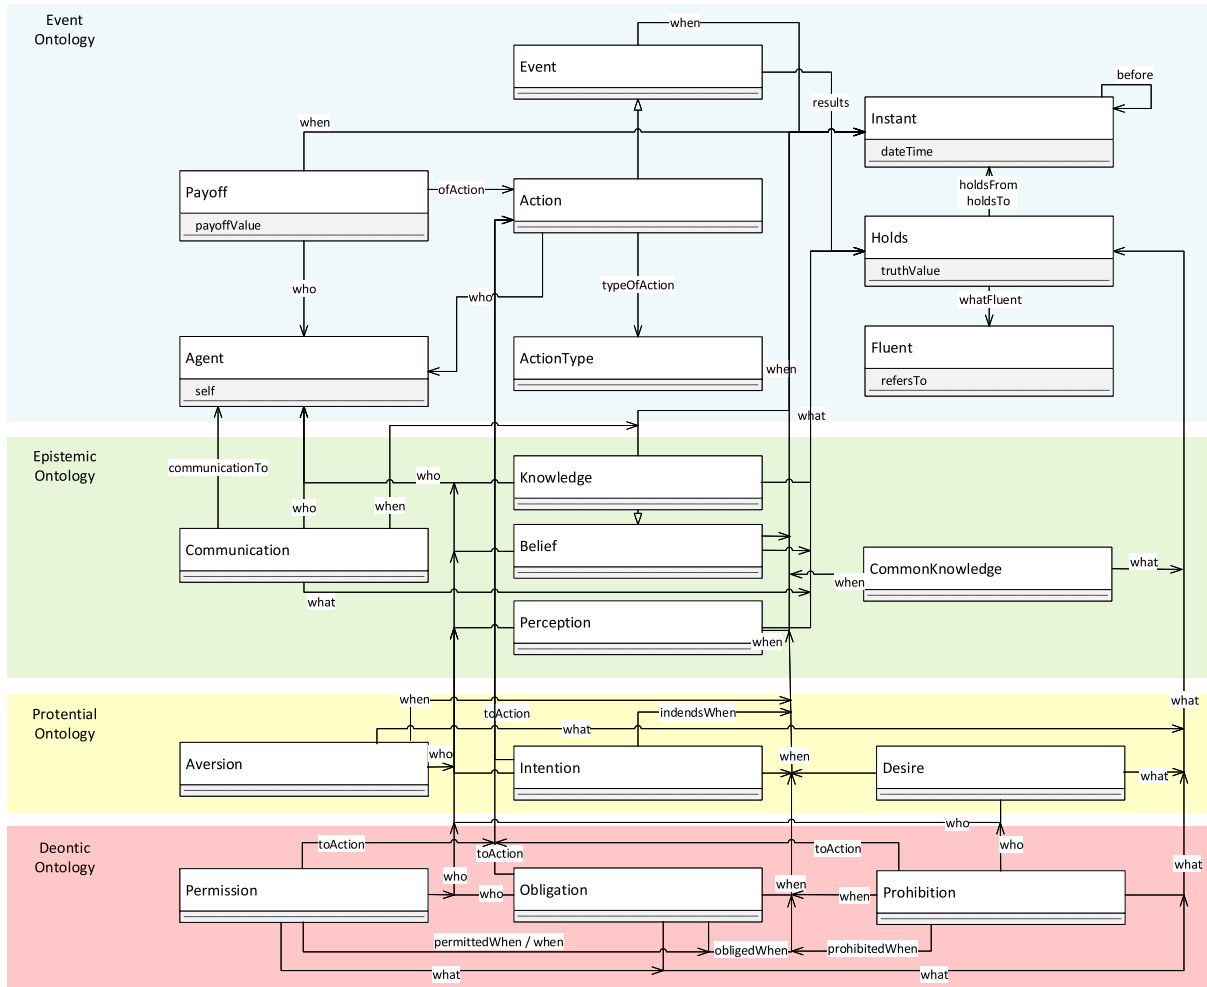 Event
Ontology
when
Event
before
results
Instant
dateTime
when
Payoff
payoffValue
ofAction
Action
holdsFrom
holdsTo
Holds
truthValue
who
who
typeOfAction
whatFluent
Agent
self
ActionType
when
Fluent
refersTo
what
Epistemic
Ontology
communicationTo
who
Knowledge
who
when
Communication
Belief
CommonKnowledge
what
when
what
Perception
when
Protential
Ontology
when
toAction
indendsWhen
what
what
Aversion
who
Intention
when
Desire
what
who
Deontic
Ontology
toAction
toAction
toAction
who
what
Permission
who
who
Obligation
when
when
Prohibition
permittedWhen / when
obligedWhen
prohibitedWhen
what
what